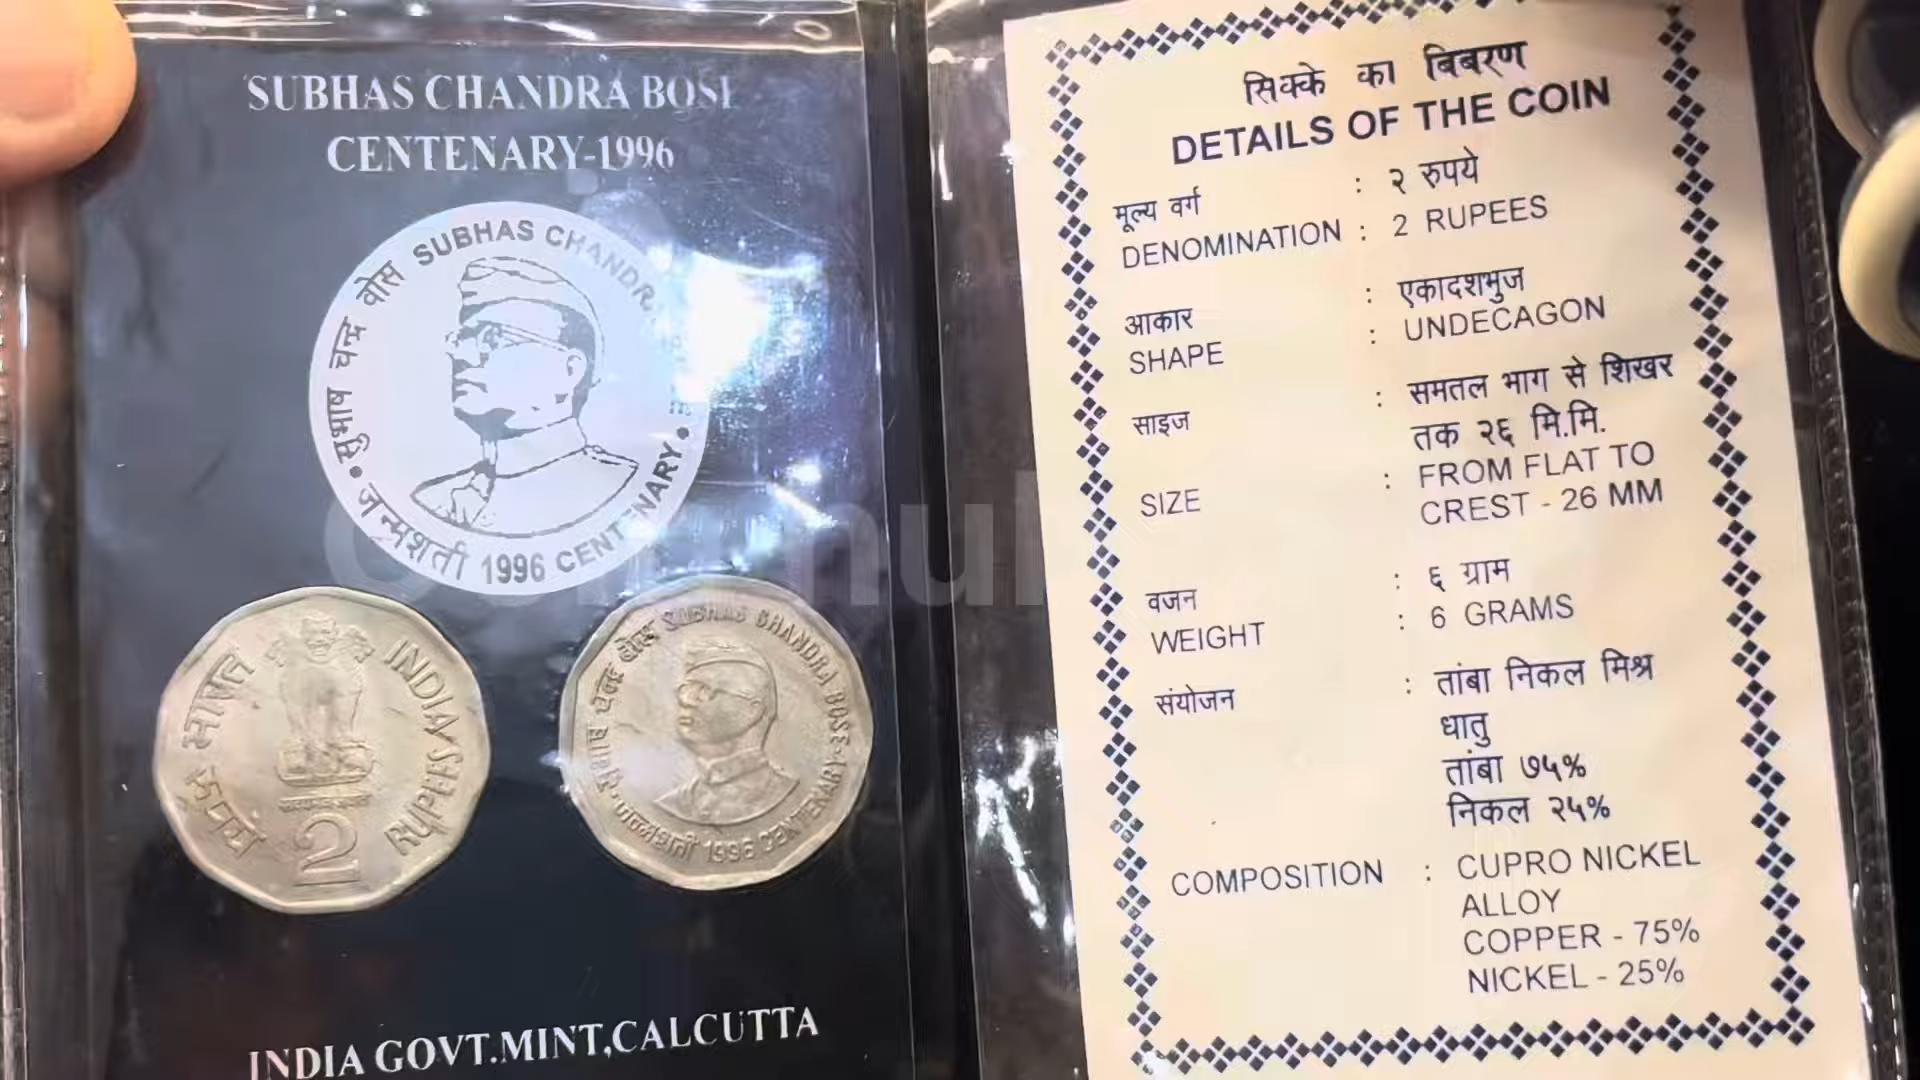 SUBHAS CHANDRA BOSE
CENTENARY-1996
सुभाष चन्द्र बोस SUBHAS CHANDRA
जन्मशती 1996 CENTENARY
भारत INDIA
रुपये RUPEES
2
सुभाष चन्द्र बोस SUBHAS CHANDRA BOSE
जन्मशती 1996 CENTENARY
INDIA GOVT.MINT,CALCUTTA
सिक्के का बिबरण
DETAILS OF THE COIN
मूल्य वर्ग : २ रुपये
DENOMINATION : 2 RUPEES
आकार : एकादशभुज
SHAPE : UNDECAGON
साइज : समतल भाग से शिखर
तक २६ मि.मि.
SIZE : FROM FLAT TO
CREST - 26 MM
वजन : ६ ग्राम
WEIGHT : 6 GRAMS
संयोजन : तांबा निकल मिश्र
धातु
तांबा ७५%
निकल २५%
COMPOSITION : CUPRO NICKEL
ALLOY
COPPER - 75%
NICKEL - 25%